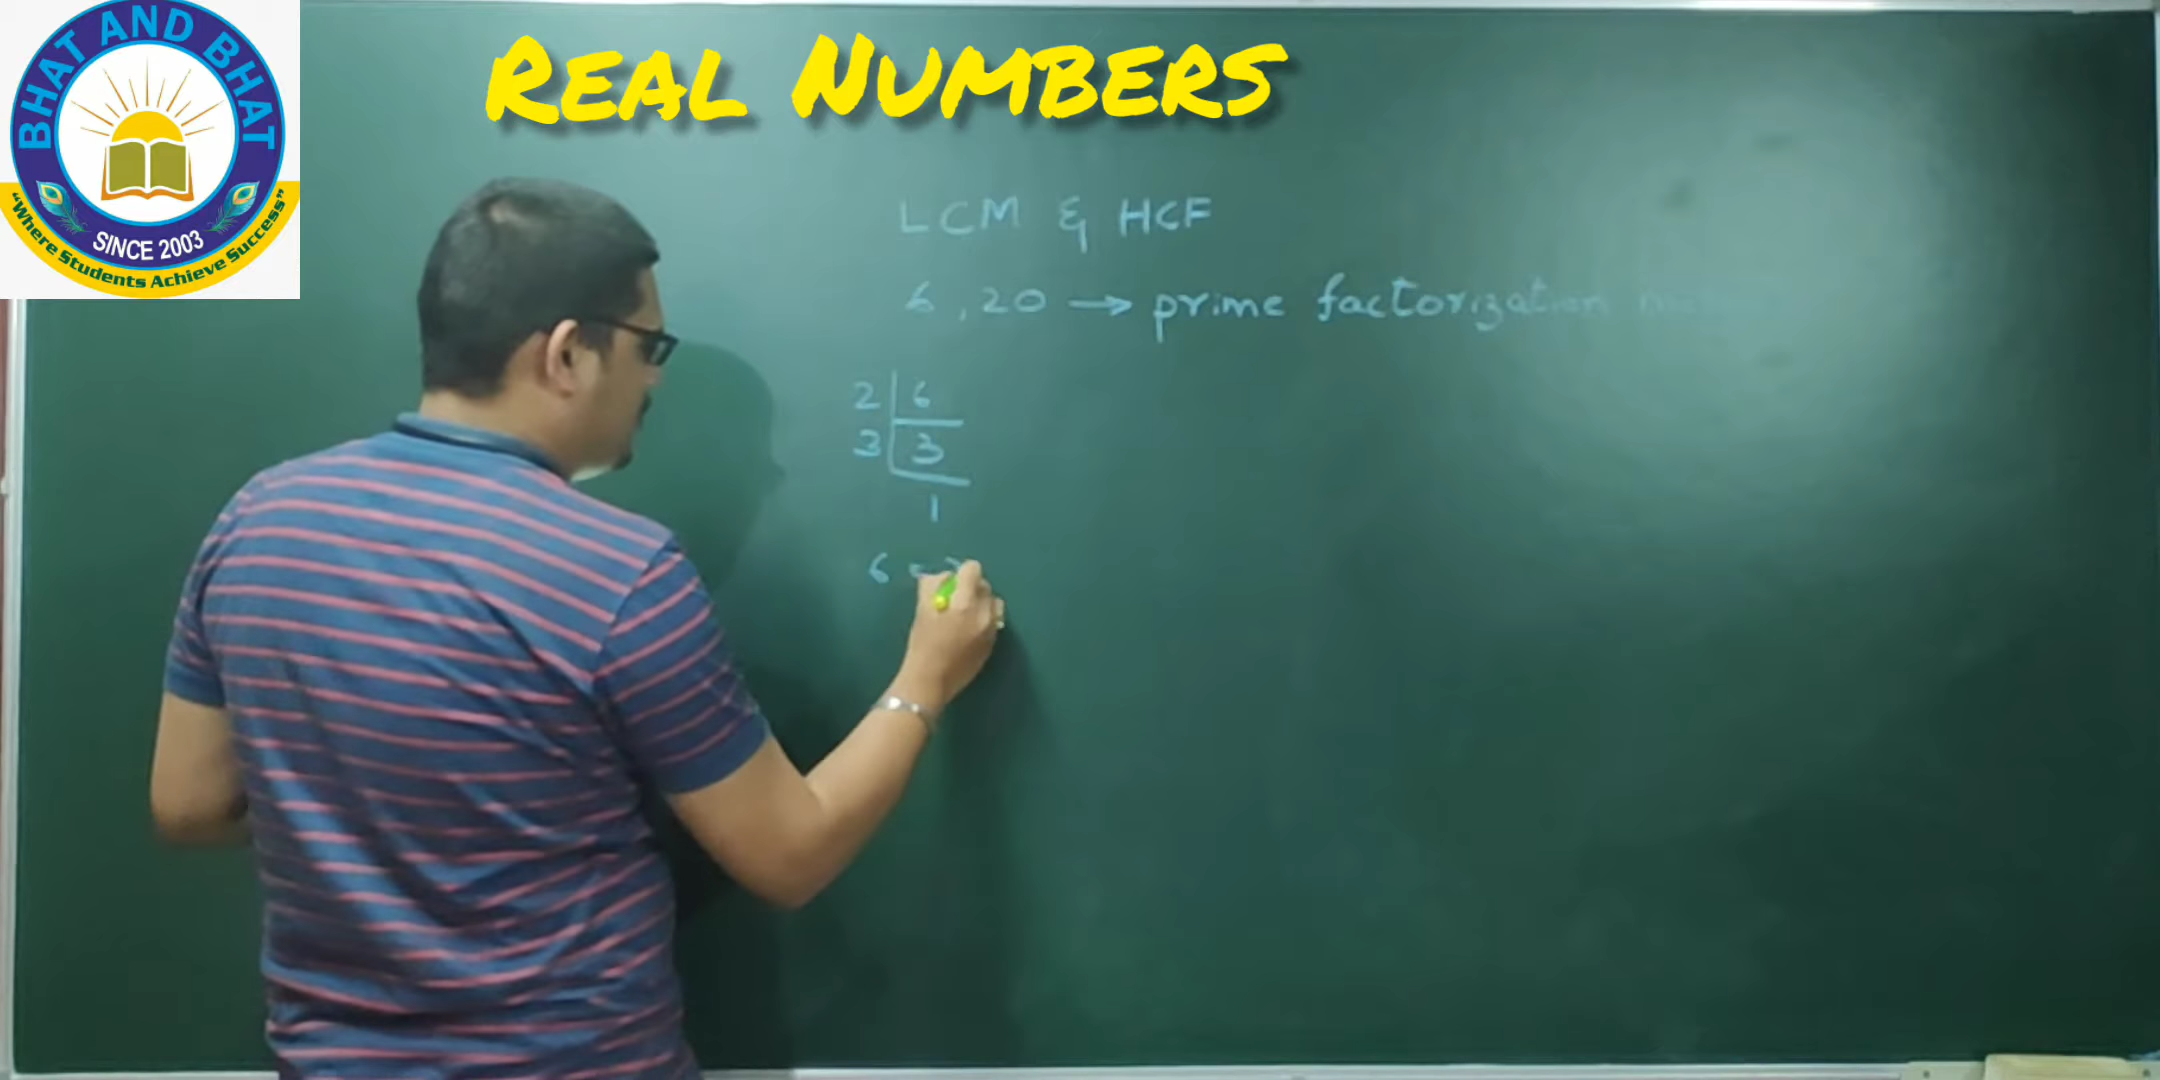 BHAT AND BHAT
SINCE 2003
"Where Students Achieve Success"
REAL NUMBERS
LCM & HCF
6, 20 → prime factorization
2 6
3 3
1
6 =